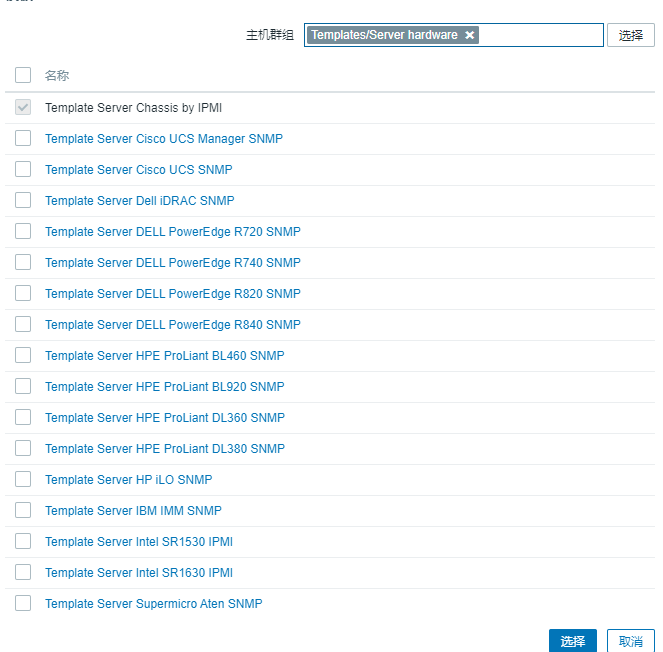 主机群组 Templates/Server hardware × 选择
名称
Template Server Chassis by IPMI
Template Server Cisco UCS Manager SNMP
Template Server Cisco UCS SNMP
Template Server Dell iDRAC SNMP
Template Server DELL PowerEdge R720 SNMP
Template Server DELL PowerEdge R740 SNMP
Template Server DELL PowerEdge R820 SNMP
Template Server DELL PowerEdge R840 SNMP
Template Server HPE ProLiant BL460 SNMP
Template Server HPE ProLiant BL920 SNMP
Template Server HPE ProLiant DL360 SNMP
Template Server HPE ProLiant DL380 SNMP
Template Server HP iLO SNMP
Template Server IBM IMM SNMP
Template Server Intel SR1530 IPMI
Template Server Intel SR1630 IPMI
Template Server Supermicro Aten SNMP
选择 取消